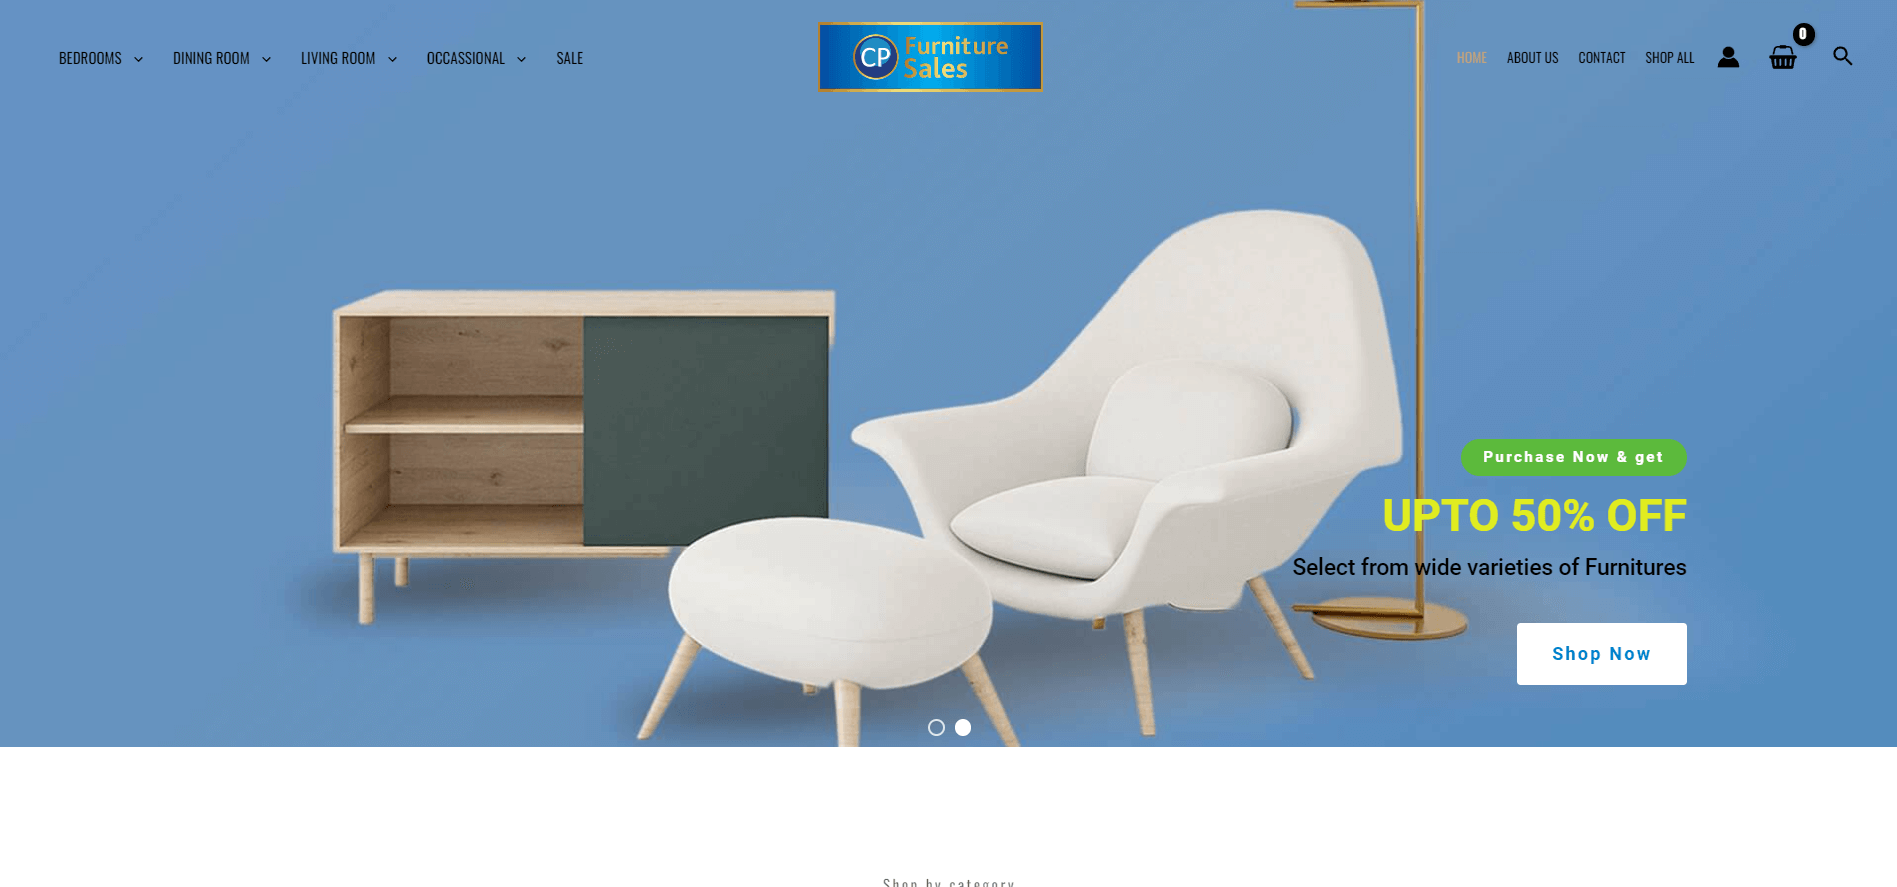 BEDROOMS
DINING ROOM
LIVING ROOM
OCCASSIONAL
SALE
CP Furniture
Sales
HOME
ABOUT US
CONTACT
SHOP ALL
0
Purchase Now & get
UPTO 50% OFF
Select from wide varieties of Furnitures
Shop Now
Shop by category